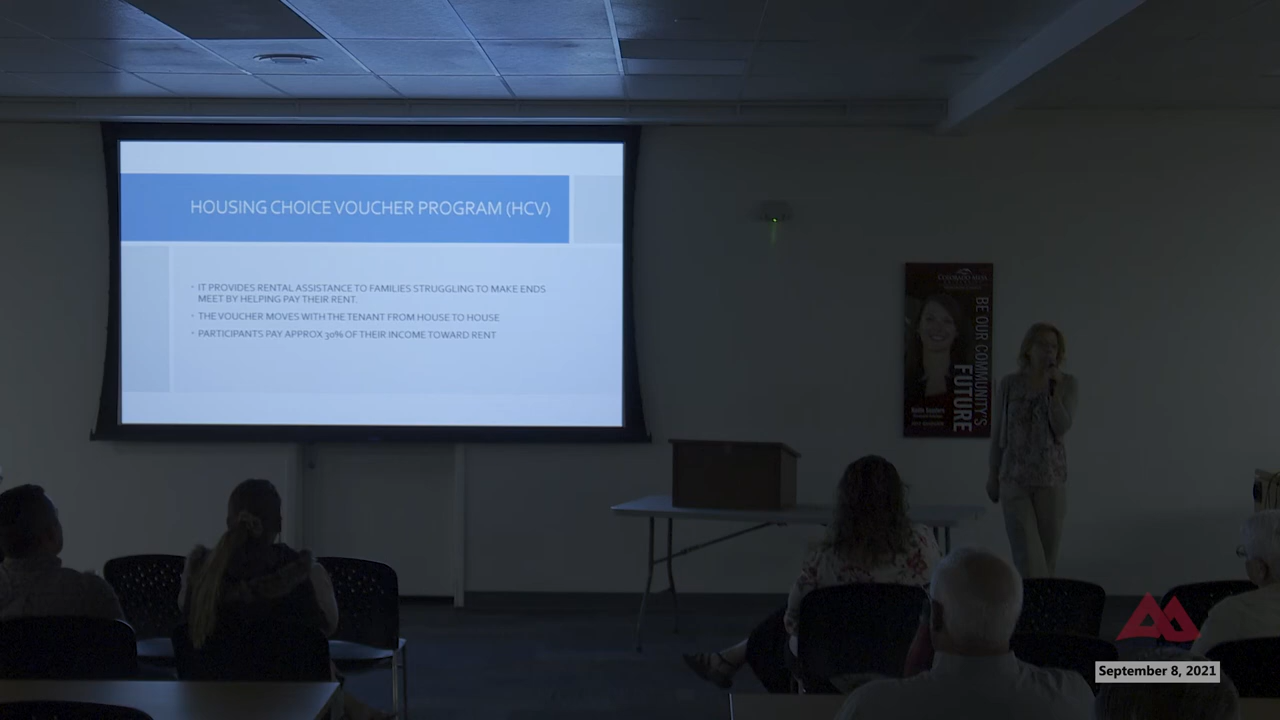 HOUSING CHOICE VOUCHER PROGRAM (HCV)
• IT PROVIDES RENTAL ASSISTANCE TO FAMILIES STRUGGLING TO MAKE ENDS
MEET BY HELPING PAY THEIR RENT.
• THE VOUCHER MOVES WITH THE TENANT FROM HOUSE TO HOUSE
• PARTICIPANTS PAY APPROX 30% OF THEIR INCOME TOWARD RENT
BE OUR COMMUNITY'S
FUTURE
September 8, 2021